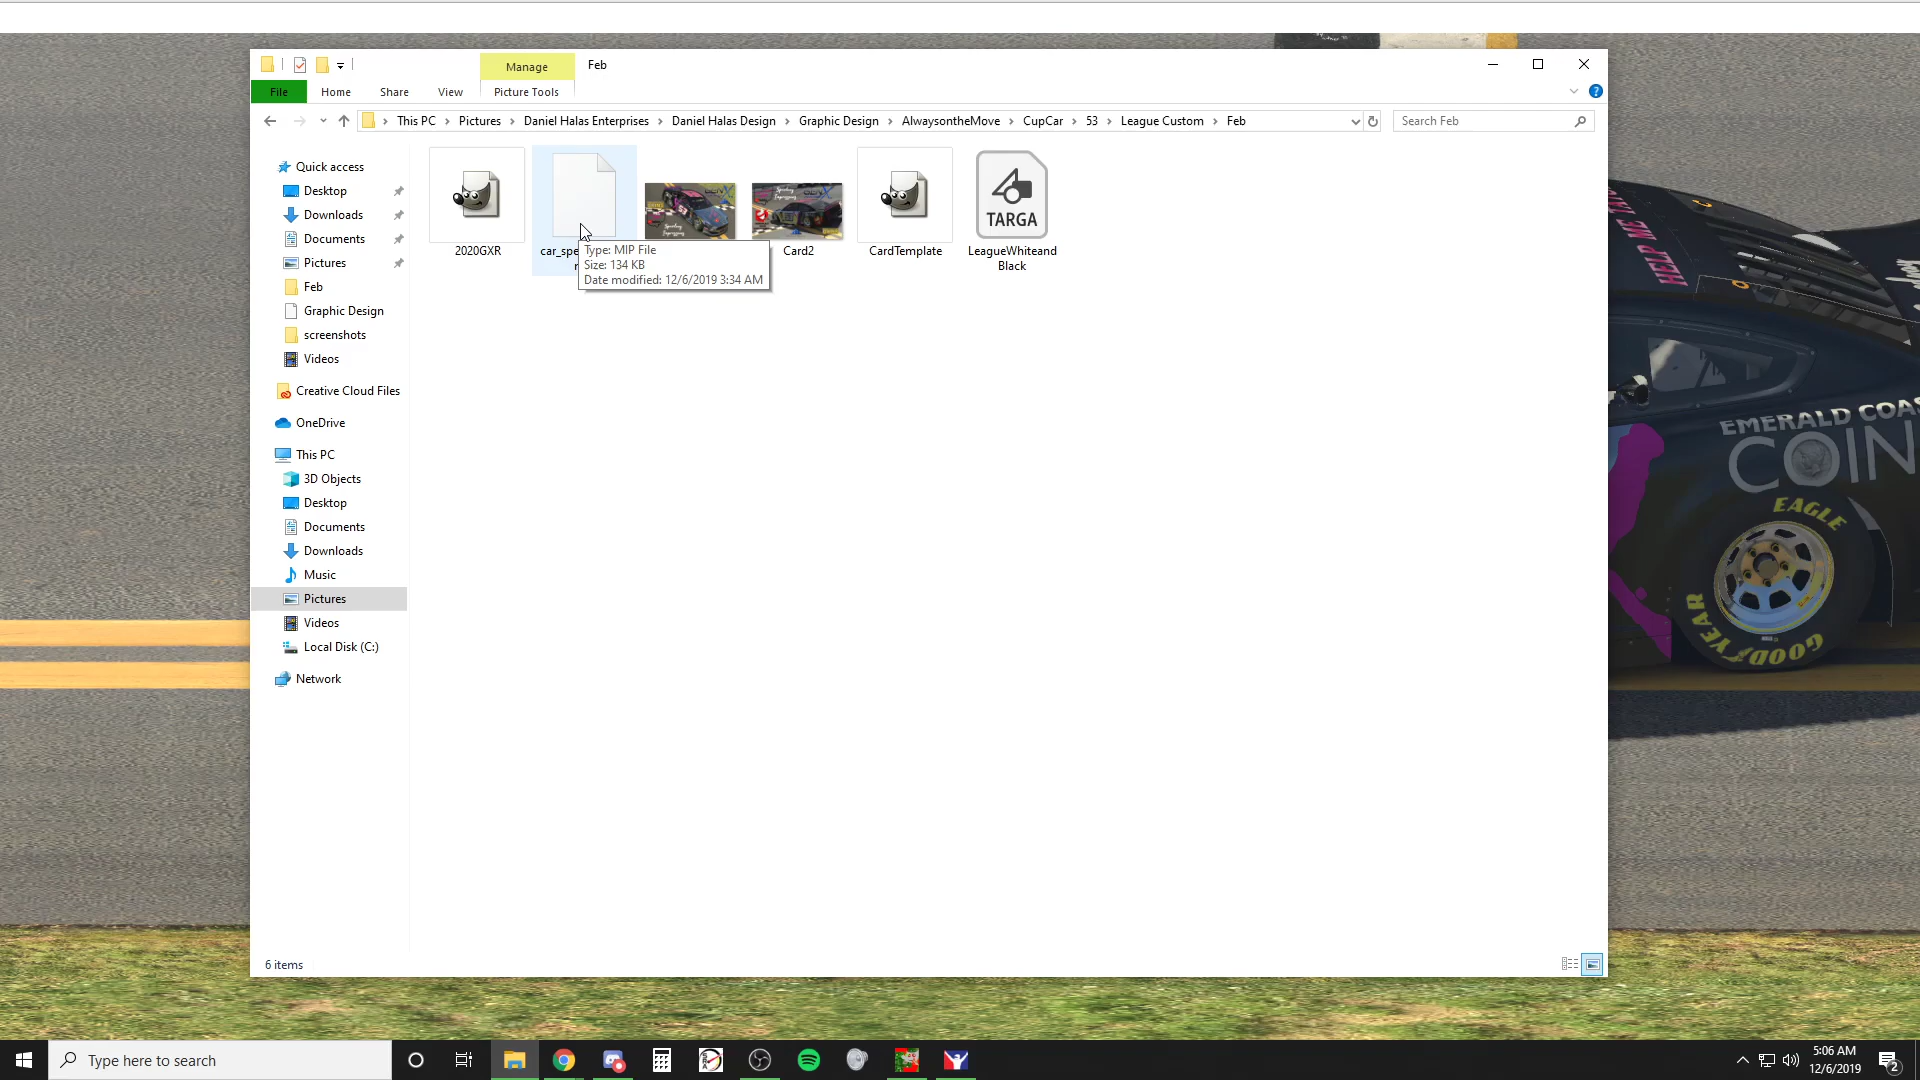 Manage
Feb
File
Home
Share
View
Picture Tools
This PC
Pictures
Daniel Halas Enterprises
Daniel Halas Design
Graphic Design
AlwaysontheMove
CupCar
53
League Custom
Feb
Search Feb
Quick access
Desktop
Downloads
Documents
Pictures
Feb
Graphic Design
screenshots
Videos
Creative Cloud Files
OneDrive
This PC
3D Objects
Desktop
Documents
Downloads
Music
Pictures
Videos
Local Disk (C:)
Network
2020GXR
car_spe
Type: MIP File
Size: 134 KB
Date modified: 12/6/2019 3:34 AM
Card2
CardTemplate
TARGA
LeagueWhiteand
Black
HELP ME
EMERALD COAS
COIN
EAGLE
GOODYEAR
6 items
Type here to search
5:06 AM
12/6/2019
2